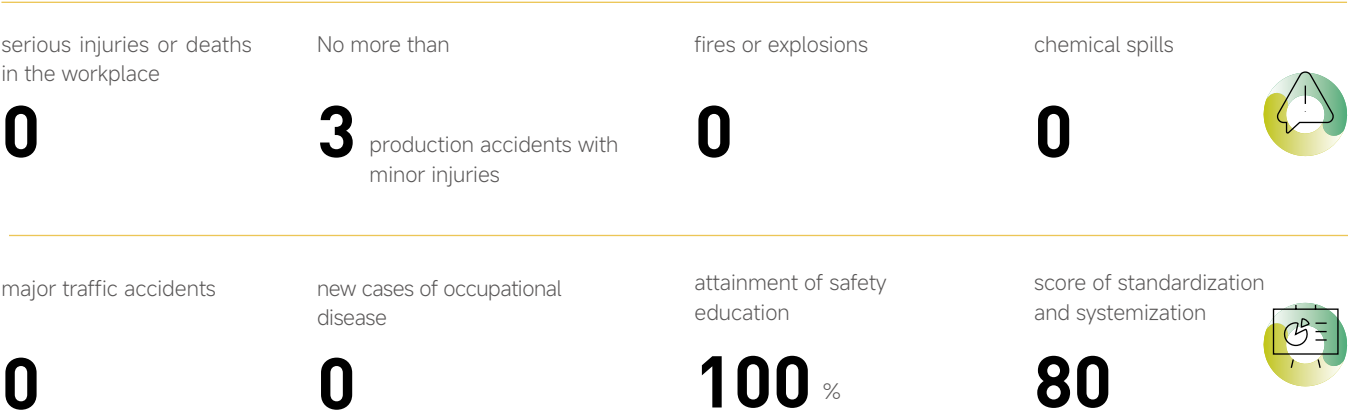 serious injuries or deaths
in the workplace
0
No more than
3 production accidents with
minor injuries
fires or explosions
0
chemical spills
0
major traffic accidents
0
new cases of occupational
disease
0
attainment of safety
education
100 %
score of standardization
and systemization
80